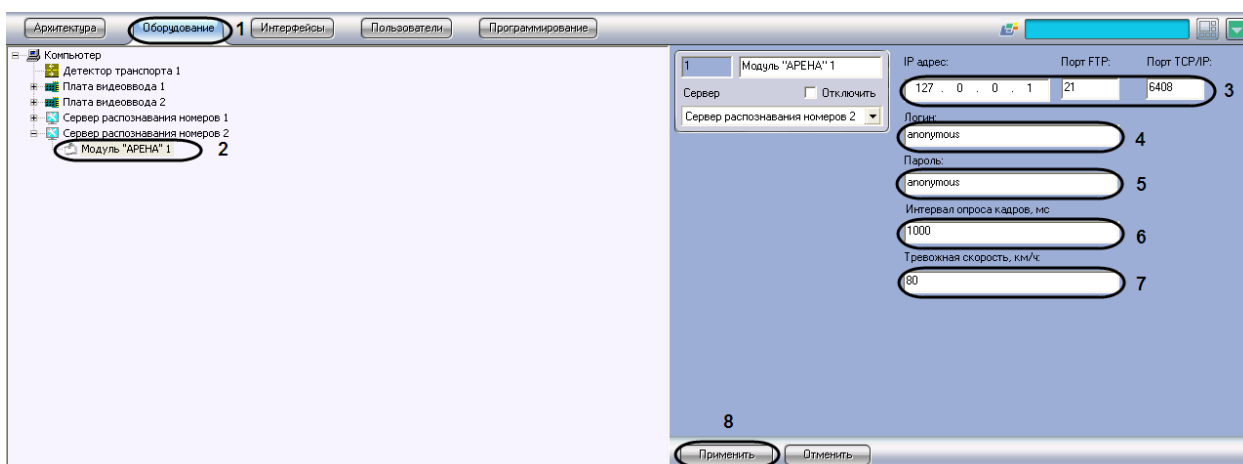 Архитектура Оборудование 1 Интерфейсы Пользователи Программирование
Компьютер
Детектор транспорта 1
Плата видеоввода 1
Плата видеоввода 2
Сервер распознавания номеров 1
Сервер распознавания номеров 2
Модуль "АРЕНА" 1 2
1 Модуль "АРЕНА" 1
Сервер Отключить
Сервер распознавания номеров 2
IP адрес: Порт FTP: Порт TCP/IP:
127 . 0 . 0 . 1 21 6408 3
Логин:
anonymous 4
Пароль:
anonymous 5
Интервал опроса кадров, мс
1000 6
Тревожная скорость, км/ч:
80 7
8
Применить Отменить